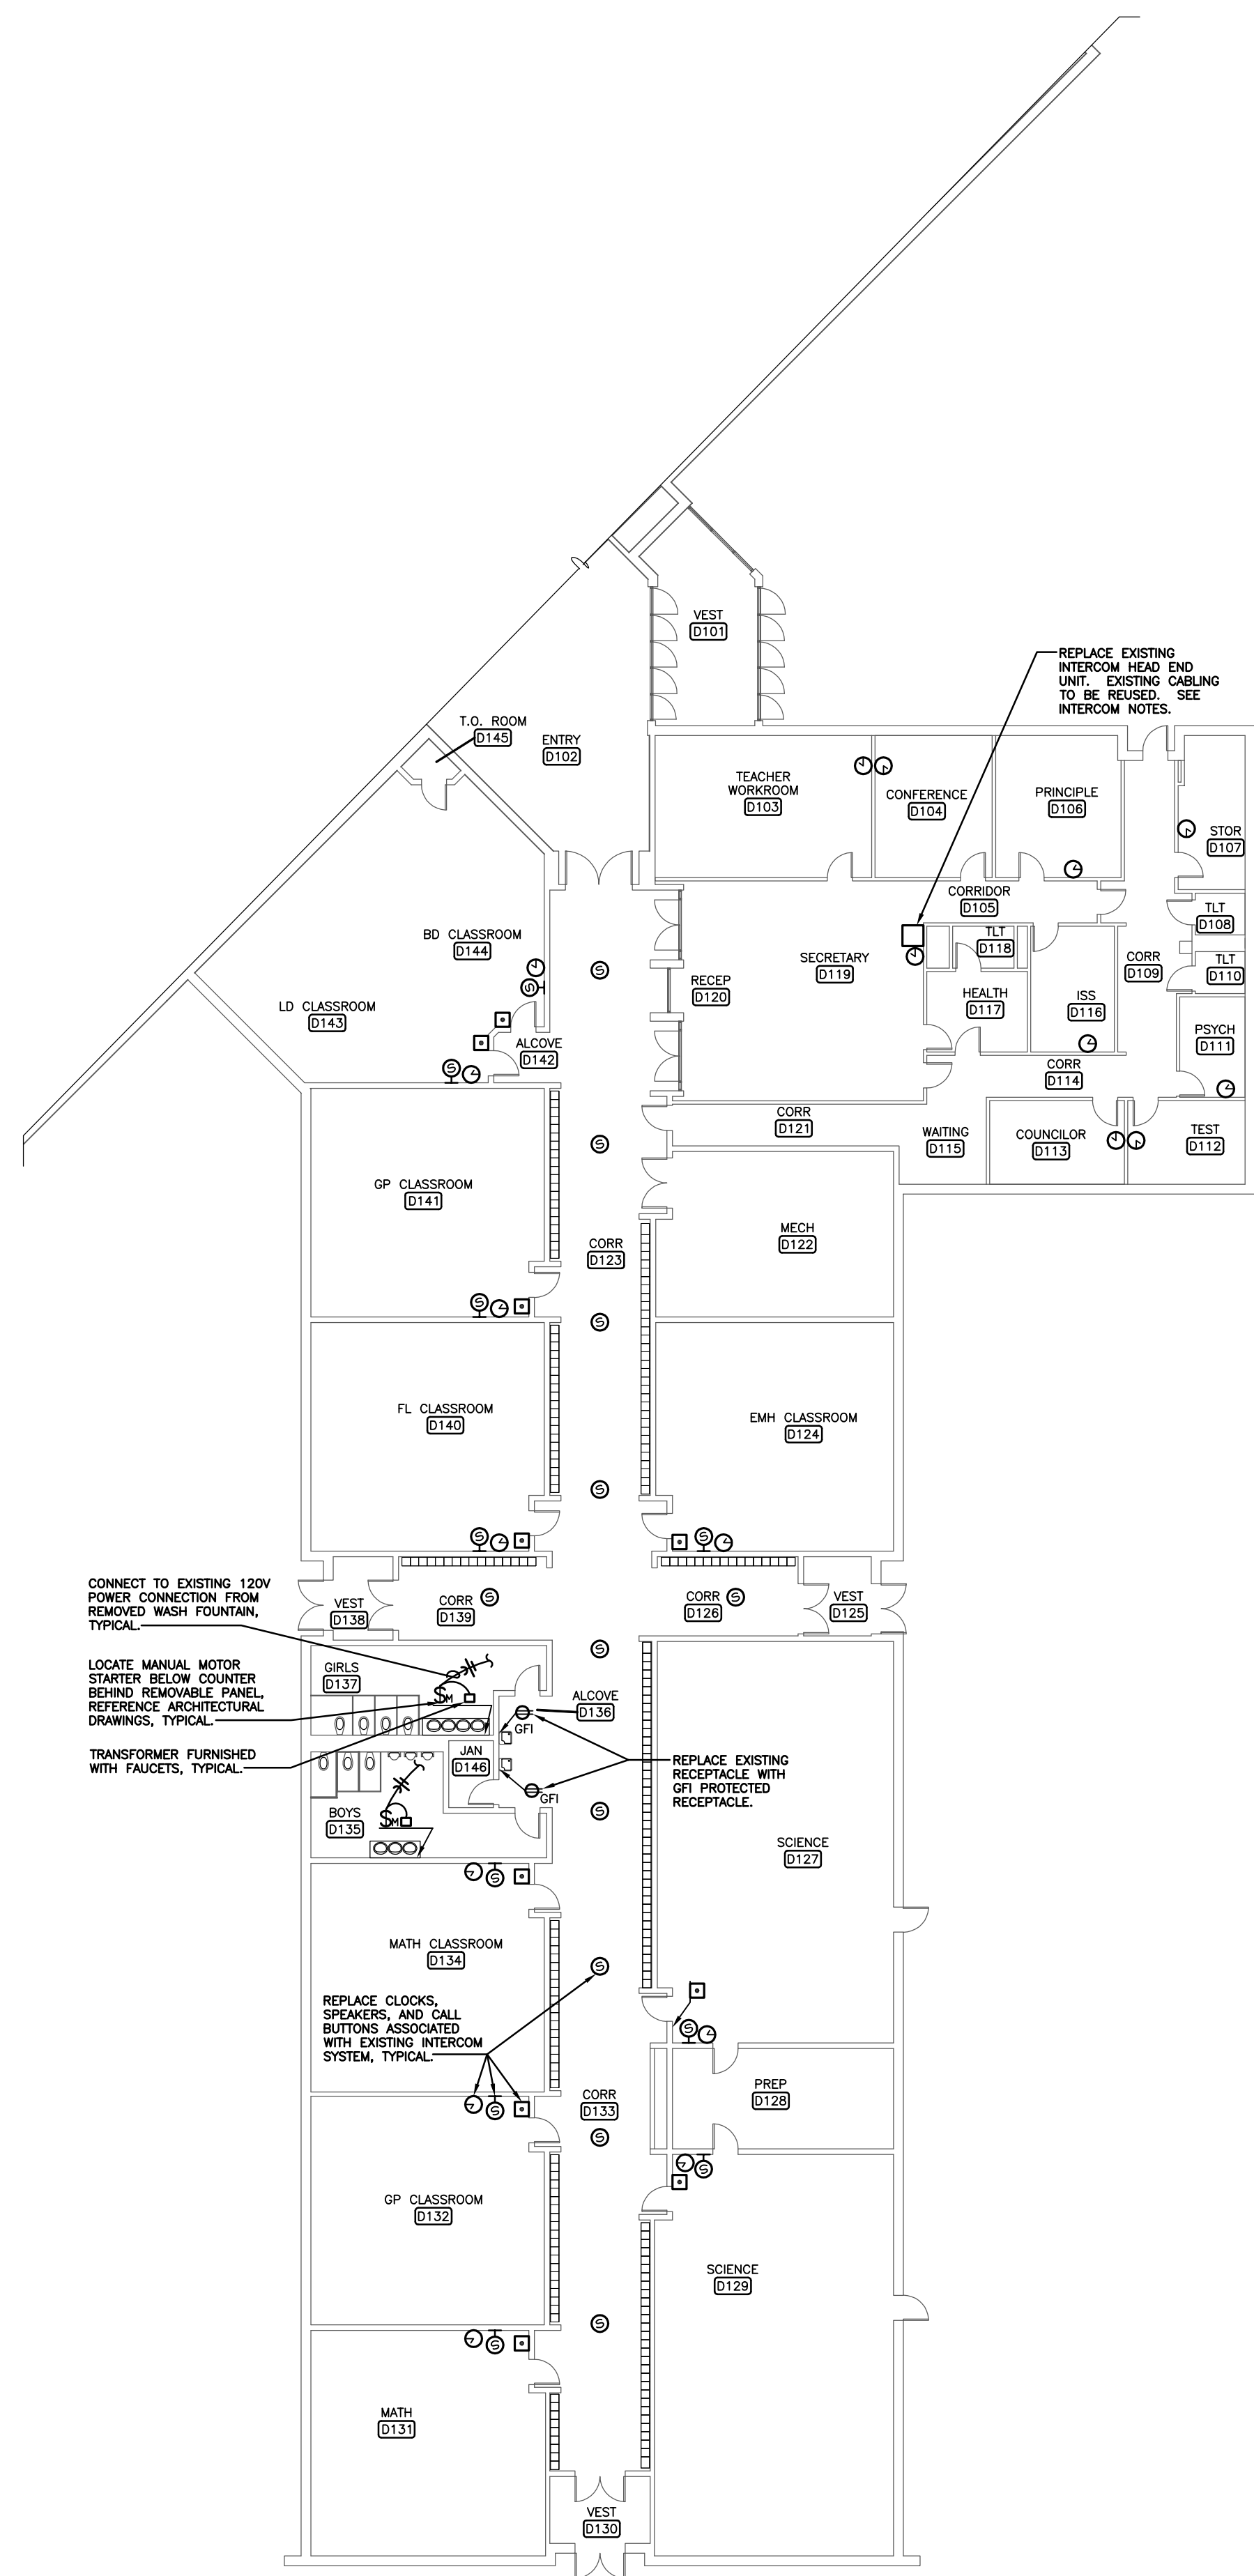 VEST
D101
REPLACE EXISTING
INTERCOM HEAD END
UNIT. EXISTING CABLING
TO BE REUSED. SEE
INTERCOM NOTES.
T.O. ROOM
D145
ENTRY
D102
TEACHER
WORKROOM
D103
CONFERENCE
D104
PRINCIPLE
D106
STOR
D107
CORRIDOR
D105
TLT
D108
BD CLASSROOM
D144
TLT
D118
SECRETARY
D119
CORR
D109
TLT
D110
RECEP
D120
HEALTH
D117
ISS
D116
LD CLASSROOM
D143
S
S
ALCOVE
D142
PSYCH
D111
S
CORR
D114
CORR
D121
WAITING
D115
COUNCILOR
D113
TEST
D112
S
GP CLASSROOM
D141
MECH
D122
CORR
D123
S
S
FL CLASSROOM
D140
EMH CLASSROOM
D124
S
S
S
CONNECT TO EXISTING 120V
POWER CONNECTION FROM
REMOVED WASH FOUNTAIN,
TYPICAL.
VEST
D138
CORR
D139
S
CORR
D126
S
VEST
D125
S
LOCATE MANUAL MOTOR
STARTER BELOW COUNTER
BEHIND REMOVABLE PANEL,
REFERENCE ARCHITECTURAL
DRAWINGS, TYPICAL.
GIRLS
D137
$M
ALCOVE
D136
GFI
TRANSFORMER FURNISHED
WITH FAUCETS, TYPICAL.
JAN
D146
REPLACE EXISTING
RECEPTACLE WITH
GFI PROTECTED
RECEPTACLE.
GFI
BOYS
D135
$M
S
SCIENCE
D127
S
MATH CLASSROOM
D134
S
REPLACE CLOCKS,
SPEAKERS, AND CALL
BUTTONS ASSOCIATED
WITH EXISTING INTERCOM
SYSTEM, TYPICAL.
S
PREP
D128
CORR
D133
S
S
S
GP CLASSROOM
D132
SCIENCE
D129
S
S
MATH
D131
VEST
D130